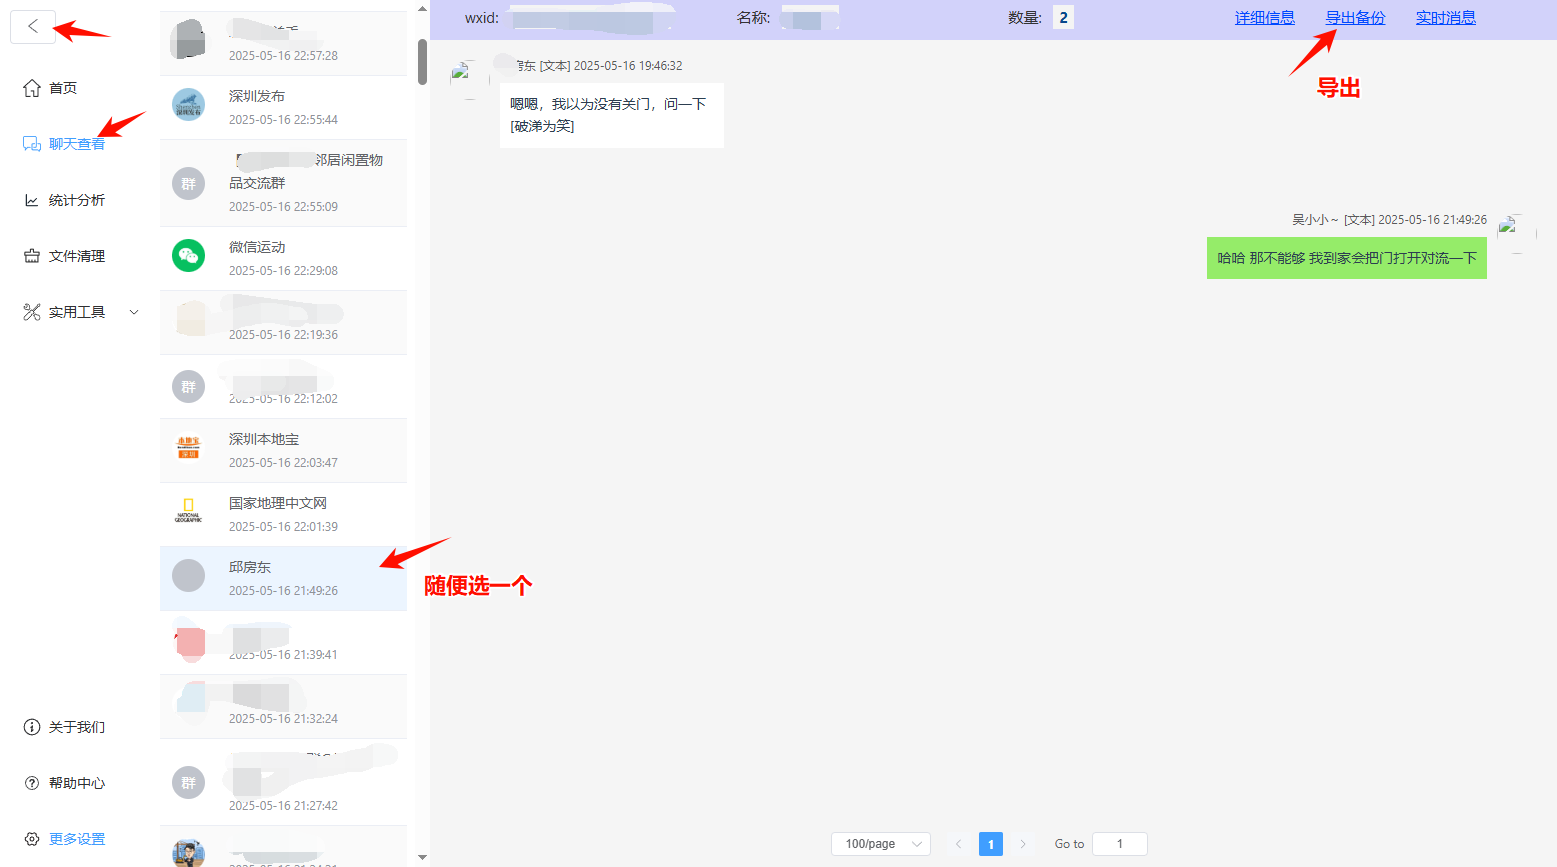 首页
聊天查看
统计分析
文件清理
实用工具
关于我们
帮助中心
更多设置
2025-05-16 22:57:28
深圳发布
2025-05-16 22:55:44
群
邻居闲置物
品交流群
2025-05-16 22:55:09
微信运动
2025-05-16 22:29:08
2025-05-16 22:19:36
群
2025-05-16 22:12:02
本地宝
深圳
深圳本地宝
2025-05-16 22:03:47
NATIONAL
GEOGRAPHIC
国家地理中文网
2025-05-16 22:01:39
邱房东
2025-05-16 21:49:26
随便选一个
2025-05-16 21:39:41
2025-05-16 21:32:24
群
2025-05-16 21:27:42
wxid:
名称:
数量: 2
详细信息
导出备份
实时消息
导出
房东 [文本] 2025-05-16 19:46:32
嗯嗯，我以为没有关门，问一下
[破涕为笑]
吴小小～ [文本] 2025-05-16 21:49:26
哈哈 那不能够 我到家会把门打开对流一下
100/page
1
Go to
1